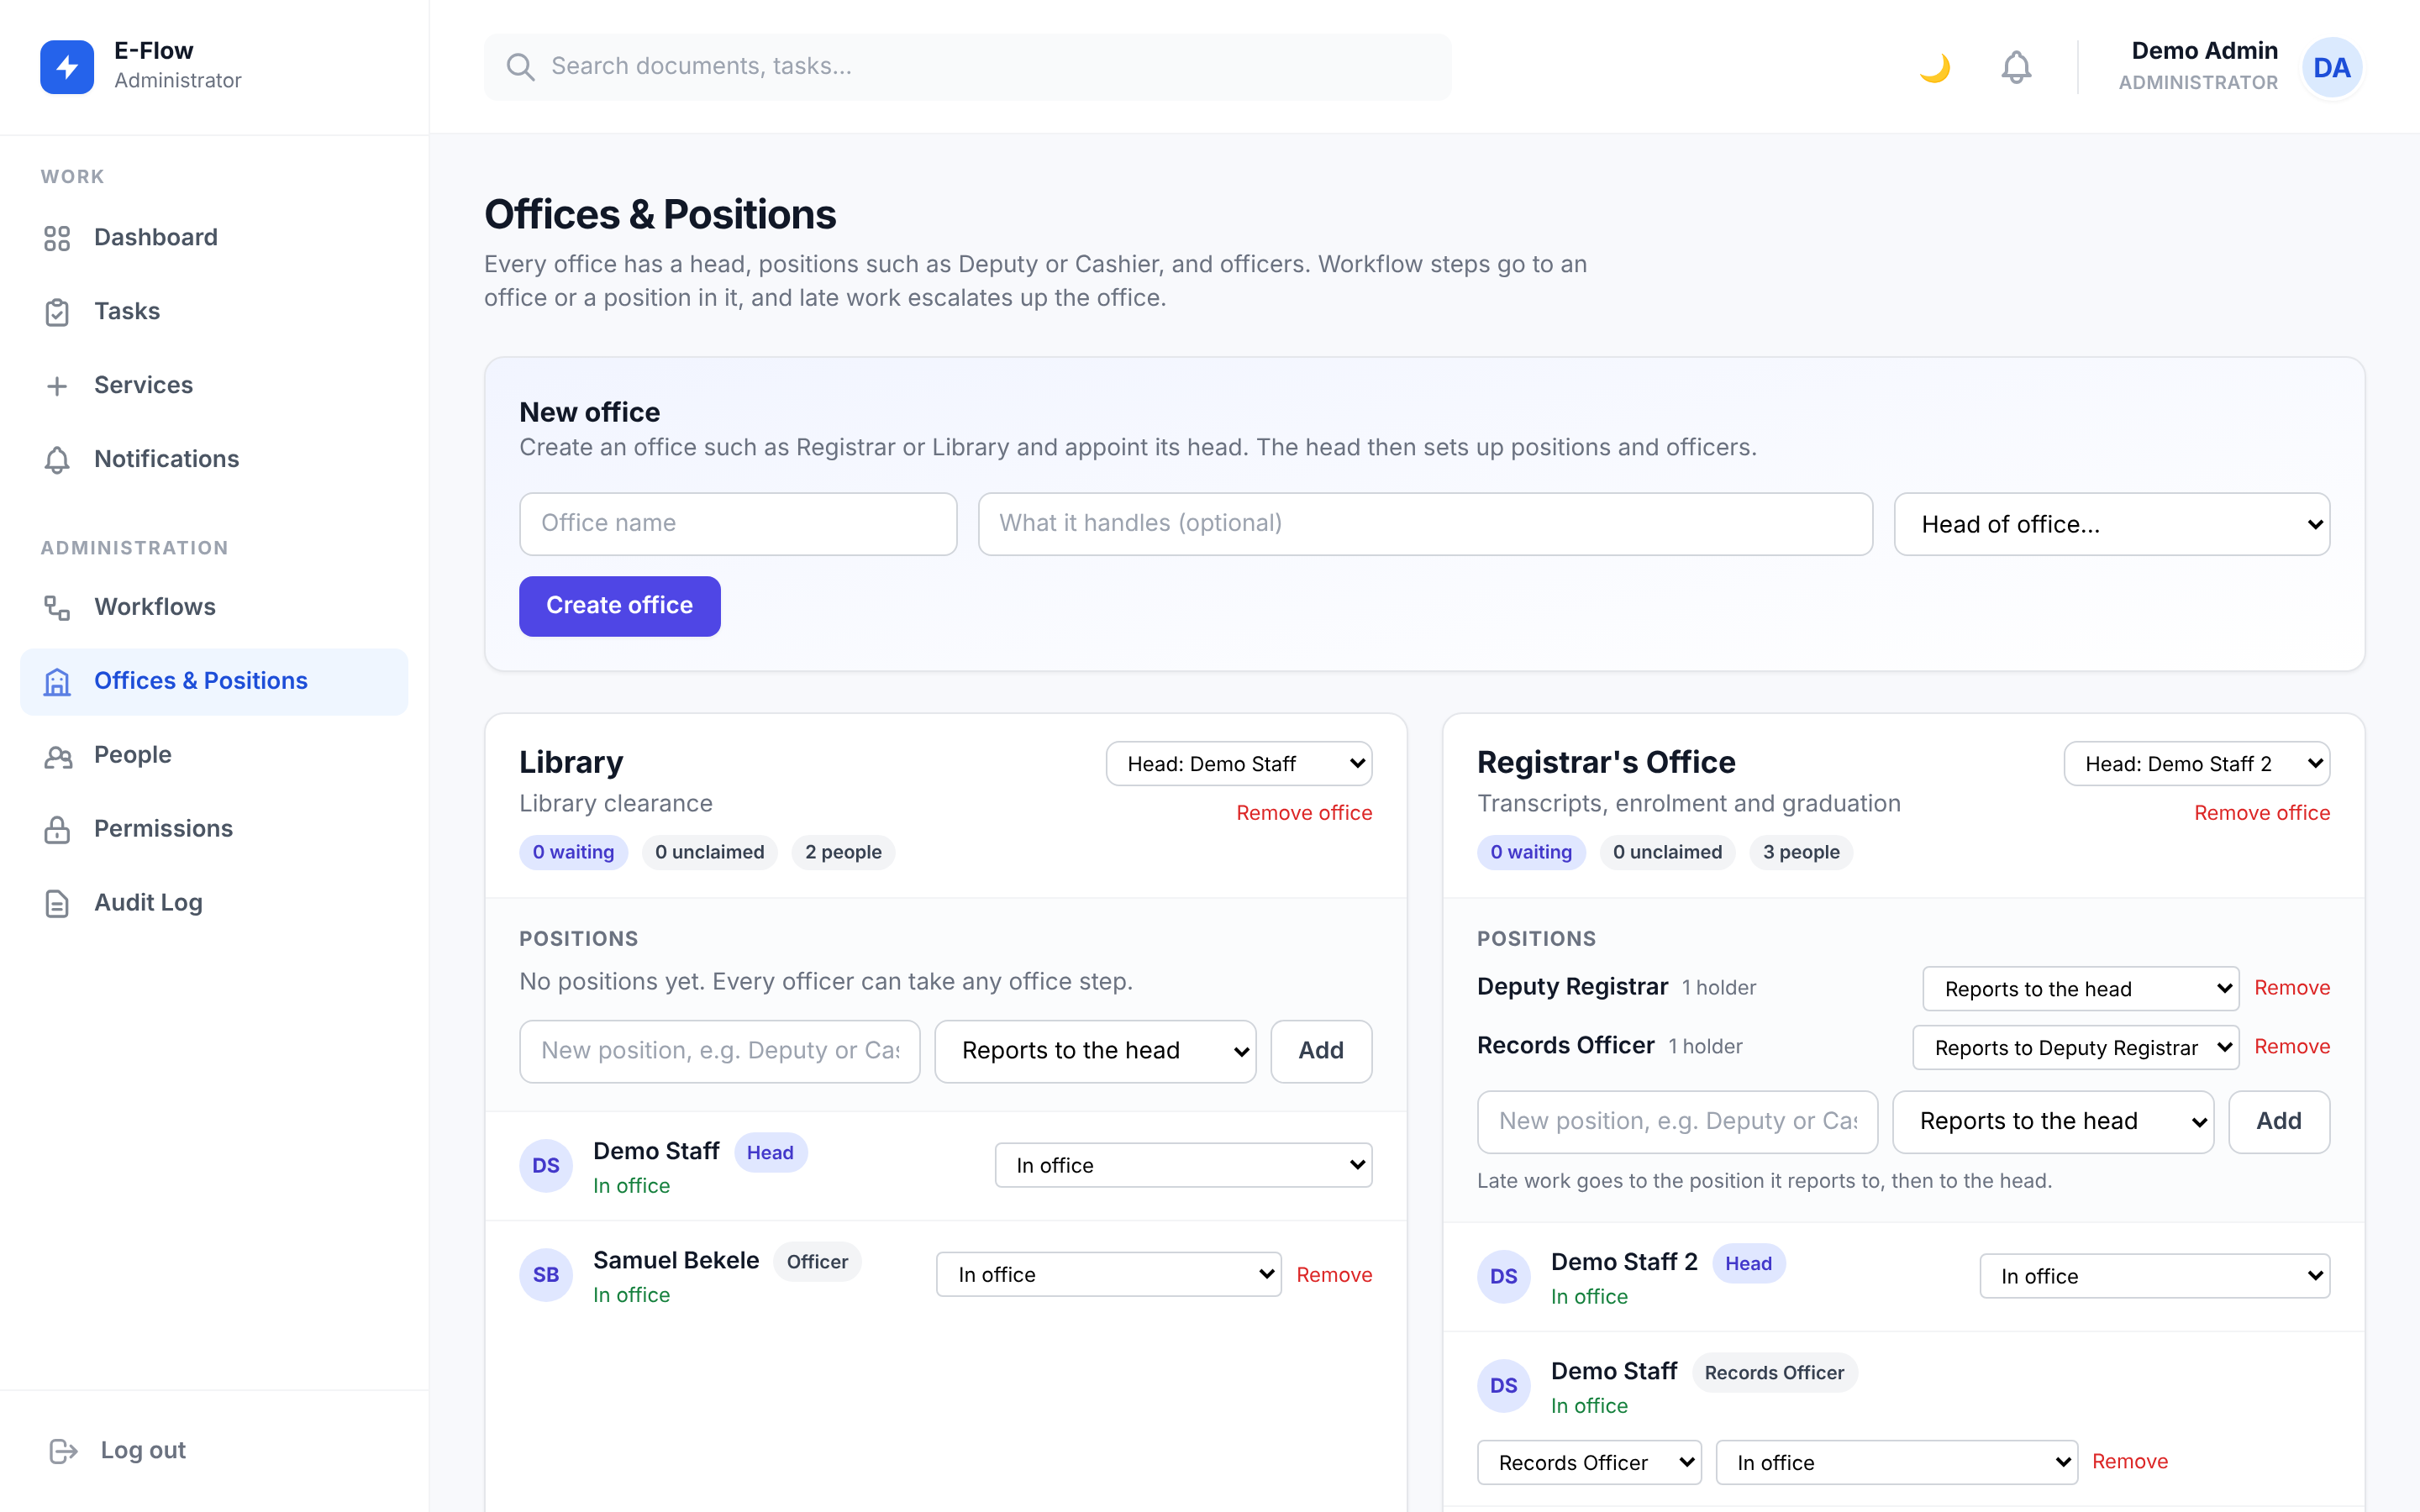 E-Flow
Administrator
WORK
Dashboard
Tasks
Services
Notifications
ADMINISTRATION
Workflows
Offices & Positions
People
Permissions
Audit Log
Log out
Search documents, tasks...
Demo Admin
ADMINISTRATOR
DA
Offices & Positions
Every office has a head, positions such as Deputy or Cashier, and officers. Workflow steps go to an
office or a position in it, and late work escalates up the office.
New office
Create an office such as Registrar or Library and appoint its head. The head then sets up positions and officers.
Office name
What it handles (optional)
Head of office...
Create office
Library
Head: Demo Staff
Library clearance
Remove office
0 waiting
0 unclaimed
2 people
POSITIONS
No positions yet. Every officer can take any office step.
New position, e.g. Deputy or Cas
Reports to the head
Add
DS
Demo Staff
Head
In office
In office
SB
Samuel Bekele
Officer
In office
In office
Remove
Registrar's Office
Head: Demo Staff 2
Transcripts, enrolment and graduation
Remove office
0 waiting
0 unclaimed
3 people
POSITIONS
Deputy Registrar
1 holder
Reports to the head
Remove
Records Officer
1 holder
Reports to Deputy Registrar
Remove
New position, e.g. Deputy or Cas
Reports to the head
Add
Late work goes to the position it reports to, then to the head.
DS
Demo Staff 2
Head
In office
In office
DS
Demo Staff
Records Officer
In office
Records Officer
In office
Remove